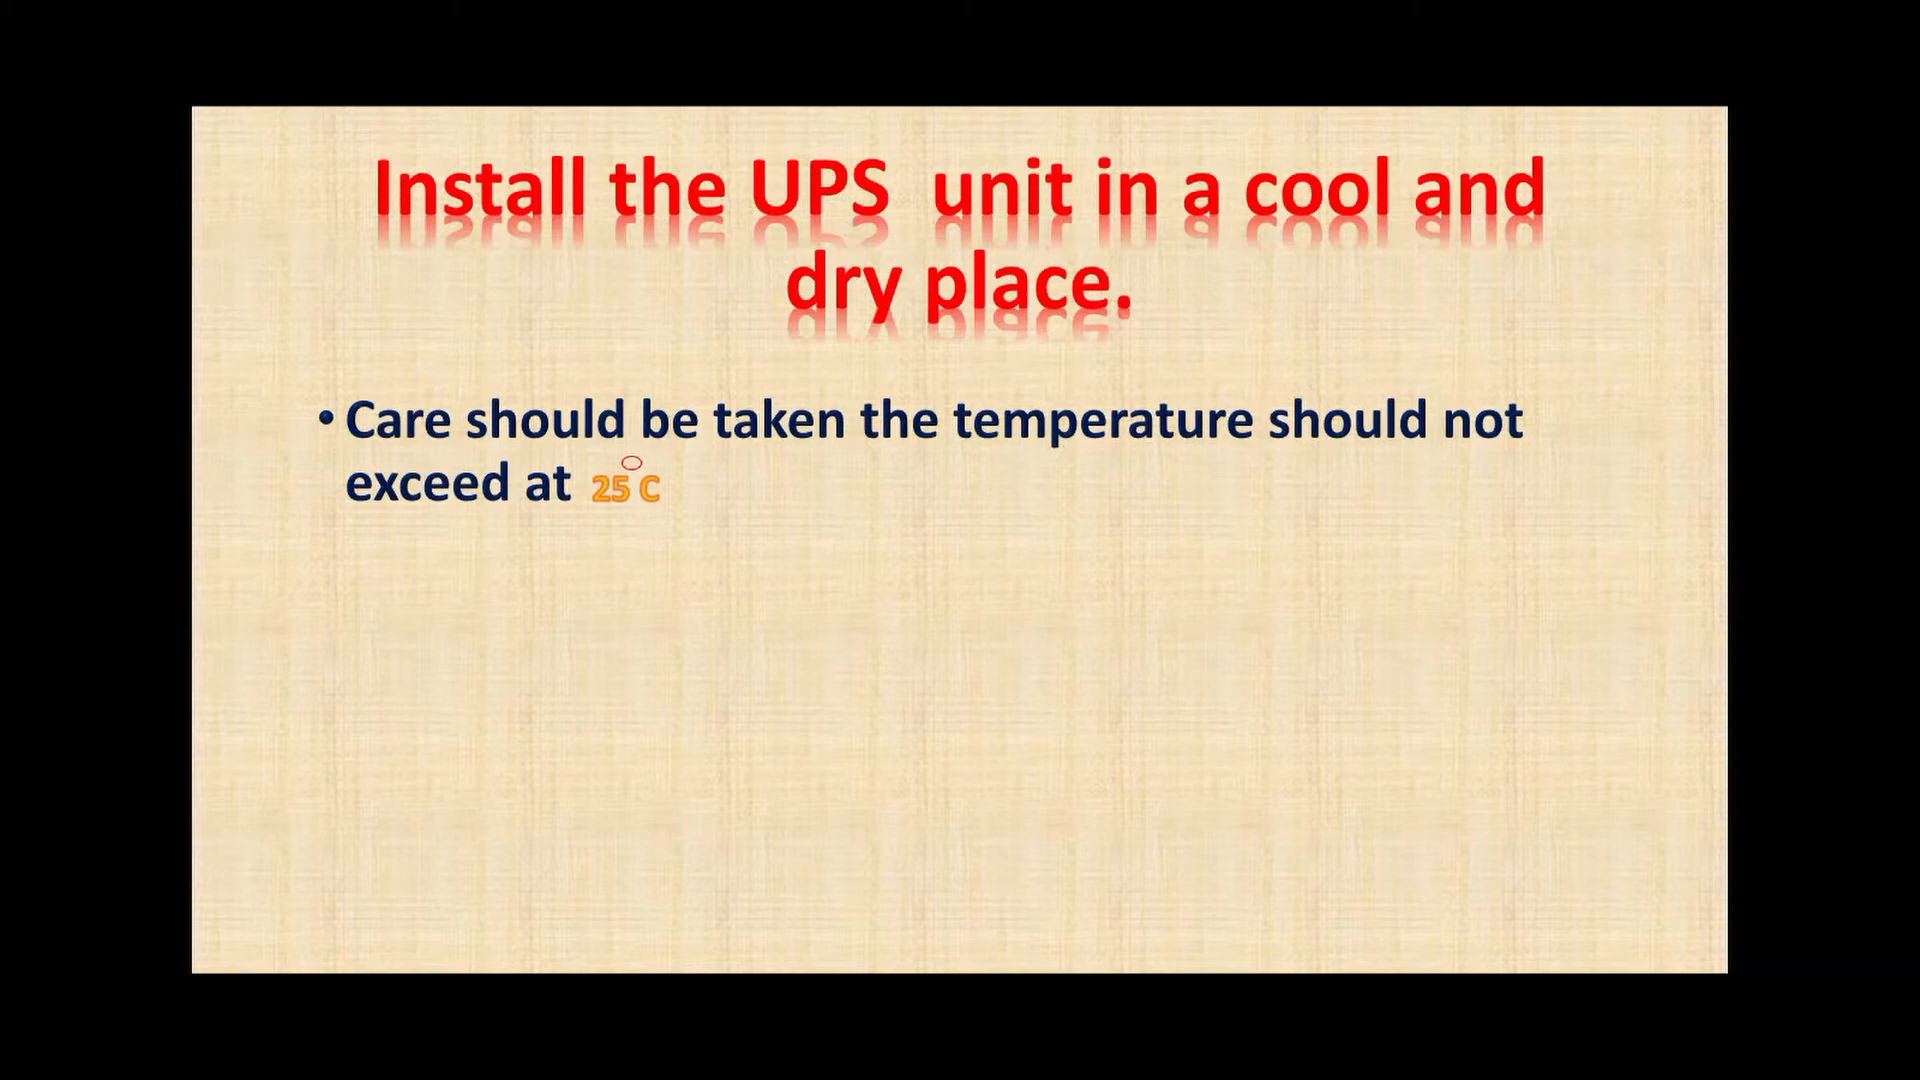 Install the UPS  unit in a cool and
dry place.
• Care should be taken the temperature should not
exceed at 25°C